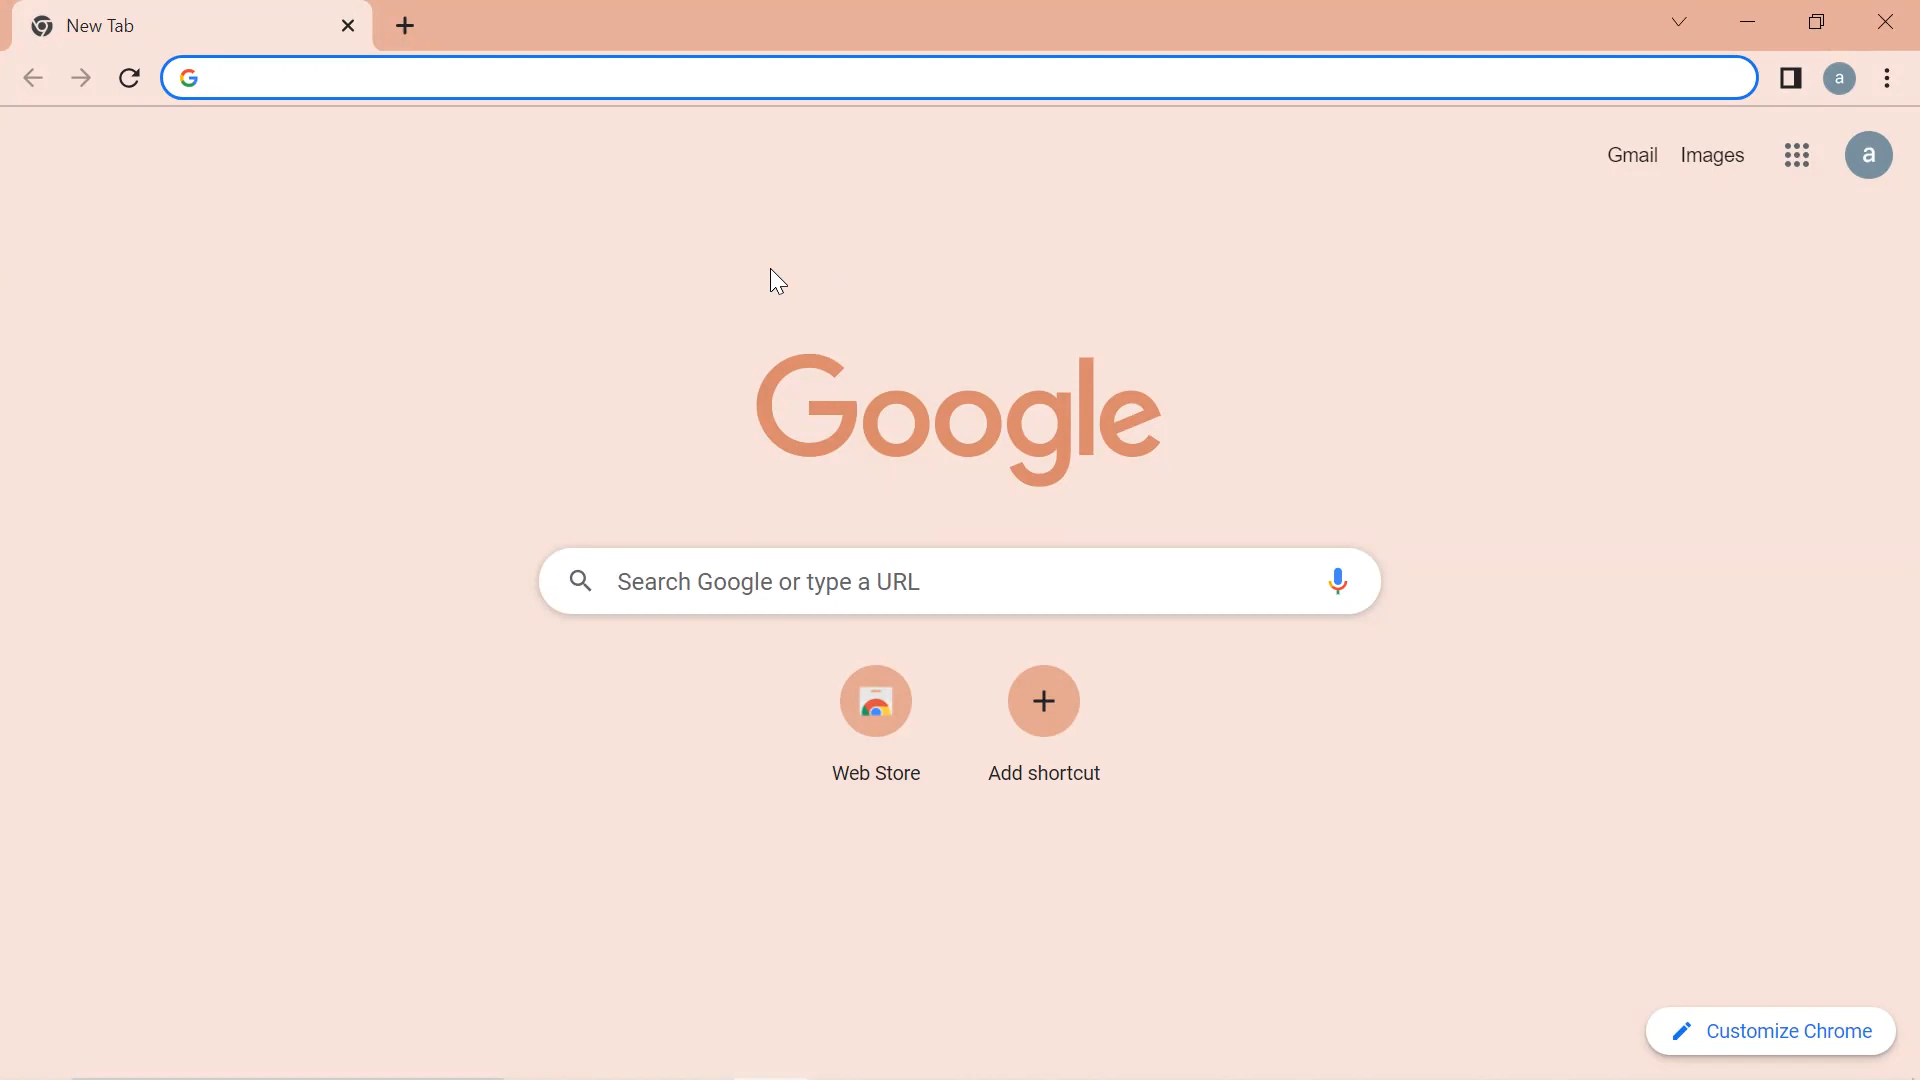 New Tab
a
Gmail Images a
Google
Search Google or type a URL
Web Store Add shortcut
Customize Chrome